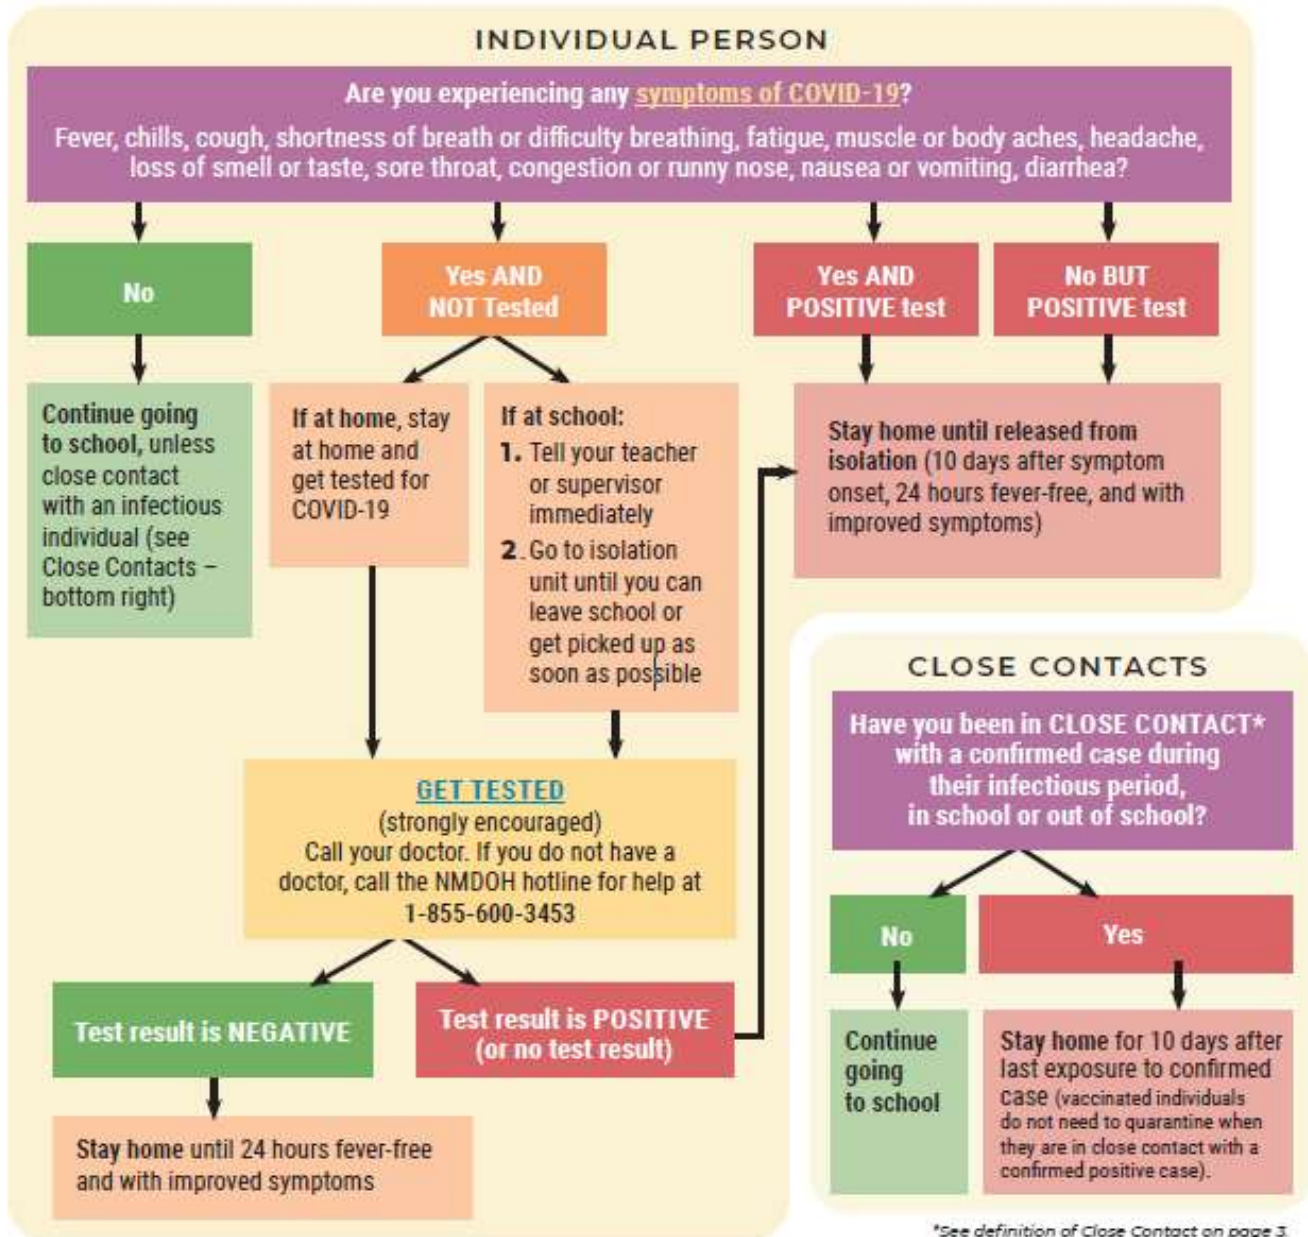 INDIVIDUAL PERSON
Are you experiencing any symptoms of COVID-19?
Fever, chills, cough, shortness of breath or difficulty breathing, fatigue, muscle or body aches, headache,
loss of smell or taste, sore throat, congestion or runny nose, nausea or vomiting, diarrhea?
No
Yes AND
NOT Tested
Yes AND
POSITIVE test
No BUT
POSITIVE test
Continue going
to school, unless
close contact
with an infectious
individual (see
Close Contacts –
bottom right)
If at home, stay
at home and
get tested for
COVID-19
If at school:
1. Tell your teacher
or supervisor
immediately
2. Go to isolation
unit until you can
leave school or
get picked up as
soon as possible
Stay home until released from
isolation (10 days after symptom
onset, 24 hours fever-free, and with
improved symptoms)
GET TESTED
(strongly encouraged)
Call your doctor. If you do not have a
doctor, call the NMDOH hotline for help at
1-855-600-3453
Test result is NEGATIVE
Test result is POSITIVE
(or no test result)
Stay home until 24 hours fever-free
and with improved symptoms
CLOSE CONTACTS
Have you been in CLOSE CONTACT*
with a confirmed case during
their infectious period,
in school or out of school?
No
Yes
Continue
going
to school
Stay home for 10 days after
last exposure to confirmed
case (vaccinated individuals
do not need to quarantine when
they are in close contact with a
confirmed positive case).
*See definition of Close Contact on page 3.